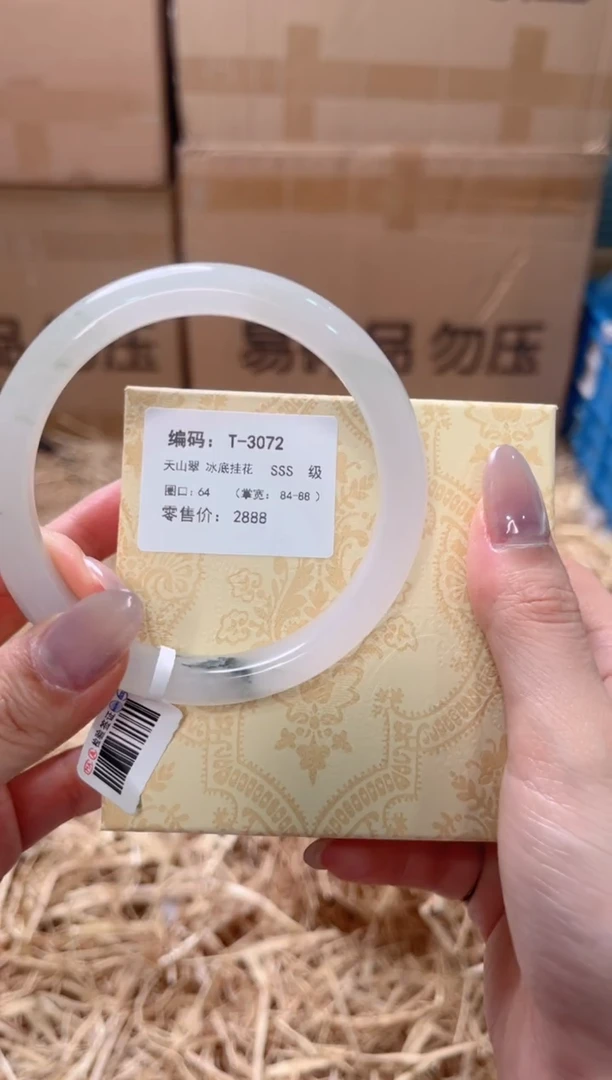 易碎品 勿压
编码：T-3072
天山翠 冰底挂花 SSS 级
圈口：64 （掌宽：84-88）
零售价：2888